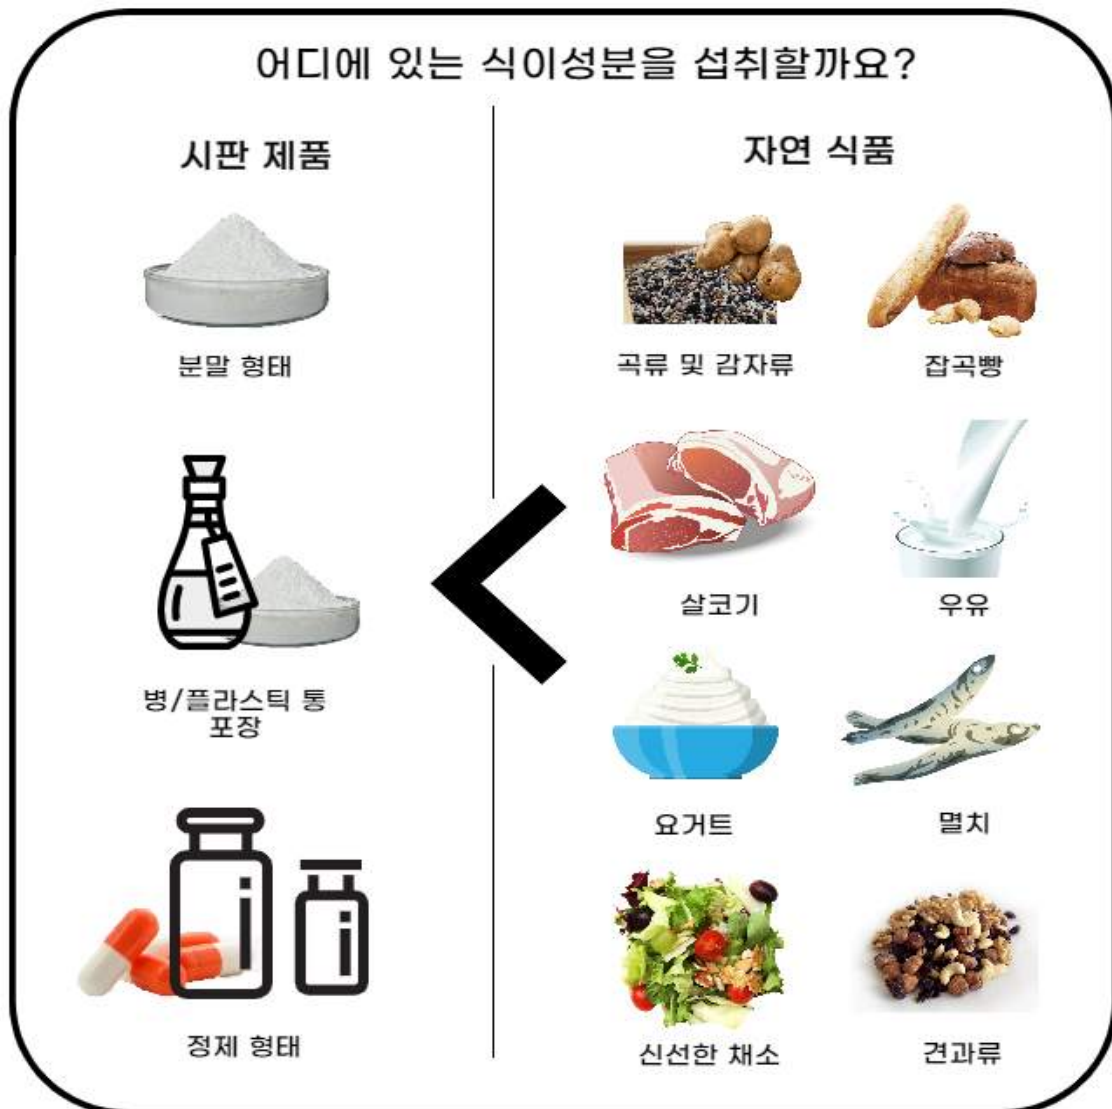 어디에 있는 식이성분을 섭취할까요?
시판 제품
분말 형태
병/플라스틱 통
포장
정제 형태
자연 식품
곡류 및 감자류
잡곡빵
살코기
우유
요거트
멸치
신선한 채소
견과류